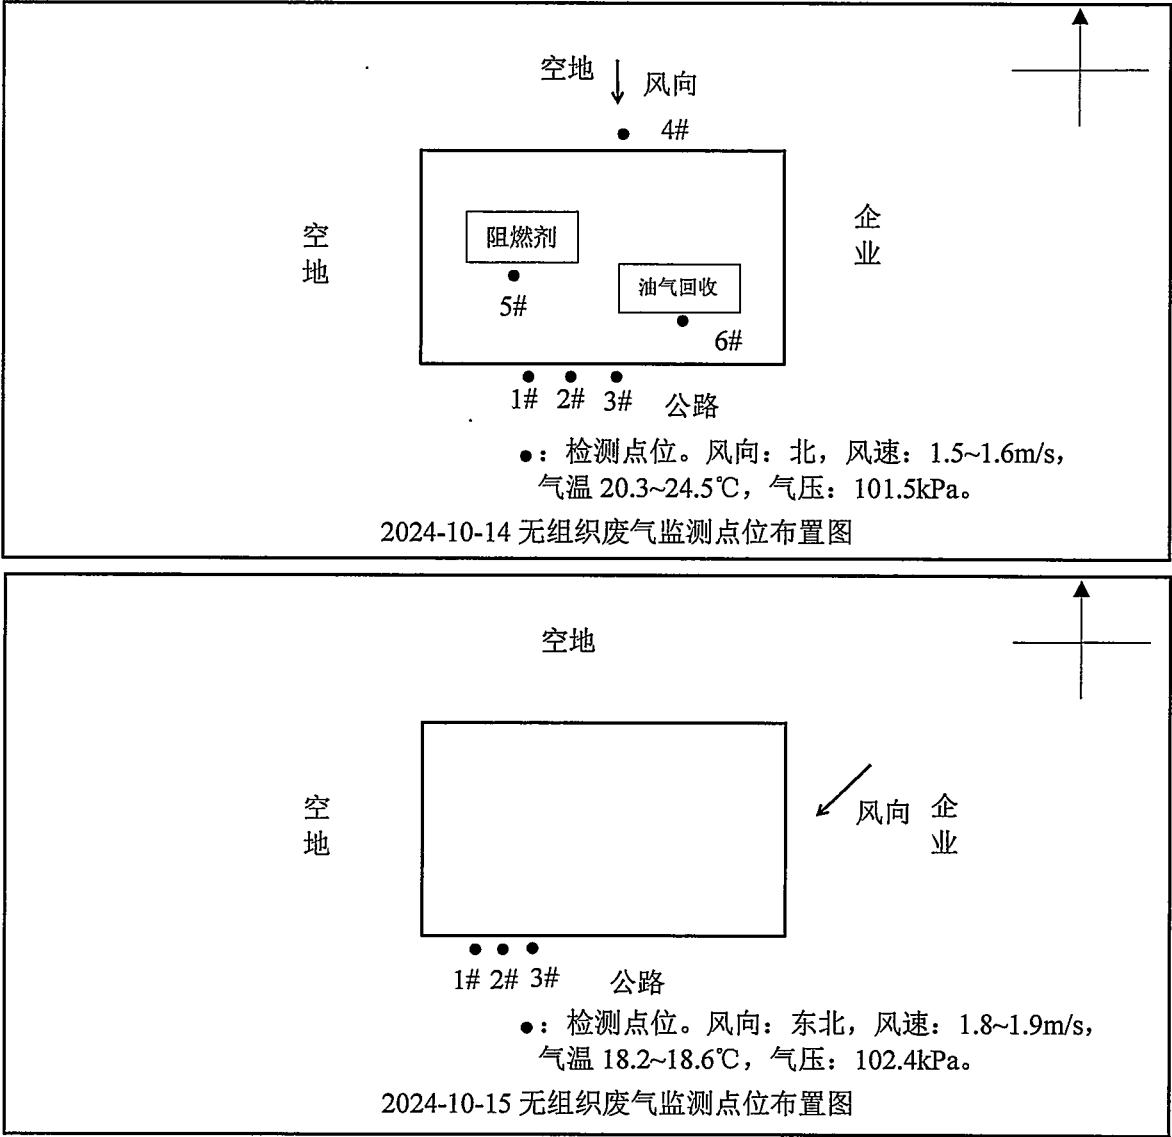 空地
风向
4#
空地
阻燃剂
5#
油气回收
6#
企业
1# 2# 3# 公路
●：检测点位。风向：北，风速：1.5~1.6m/s，
气温 20.3~24.5℃，气压：101.5kPa。
2024-10-14 无组织废气监测点位布置图
空地
空地
风向
企业
1# 2# 3# 公路
●：检测点位。风向：东北，风速：1.8~1.9m/s，
气温 18.2~18.6℃，气压：102.4kPa。
2024-10-15 无组织废气监测点位布置图